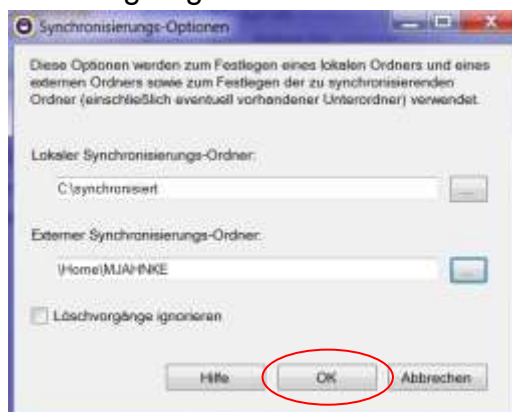 Synchronisierungs-Optionen
Diese Optionen werden zum Festlegen eines lokalen Ordners und eines
externen Ordners sowie zum Festlegen der zu synchronisierenden
Ordner (einschließlich eventuell vorhandener Unterordner) verwendet.
Lokaler Synchronisierungs-Ordner:
C:\synchronisiert
...
Externer Synchronisierungs-Ordner:
\Home\MJAHNKE
...
Löschvorgänge ignorieren
Hilfe OK Abbrechen